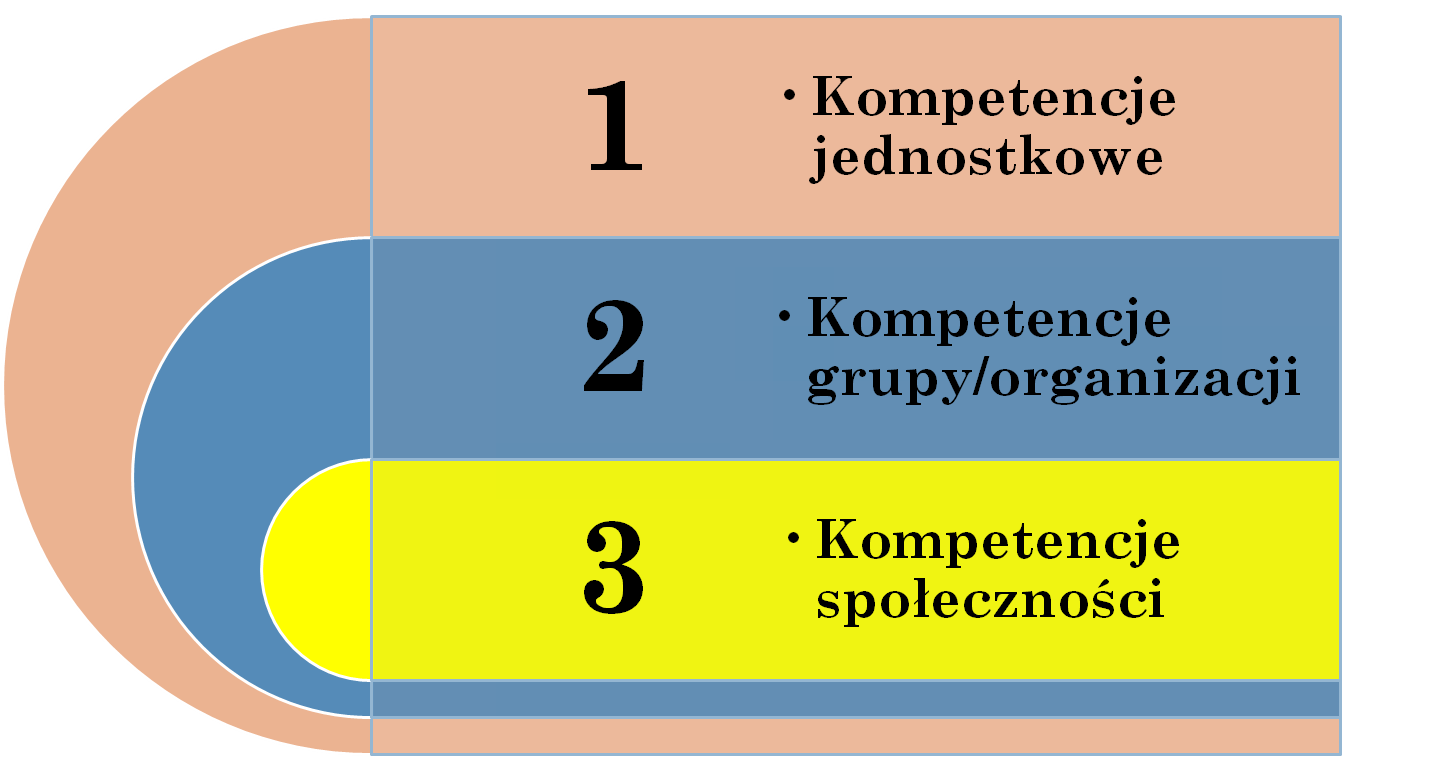 1
• Kompetencje
jednostkowe
2
• Kompetencje
grupy/organizacji
3
• Kompetencje
społeczności